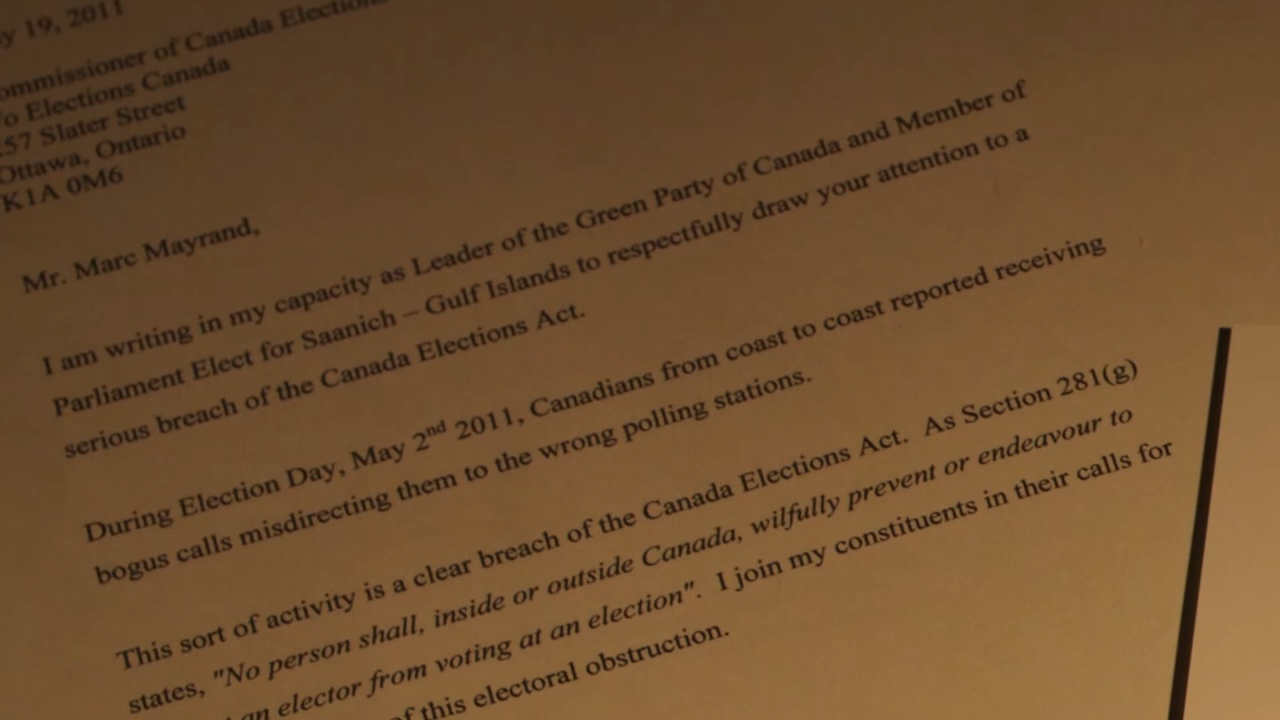 y 19, 2011
ommissioner of Canada Elections
/o Elections Canada
257 Slater Street
Ottawa, Ontario
K1A 0M6
Mr. Marc Mayrand,
I am writing in my capacity as Leader of the Green Party of Canada and Member of
Parliament Elect for Saanich – Gulf Islands to respectfully draw your attention to a
serious breach of the Canada Elections Act.
During Election Day, May 2nd 2011, Canadians from coast to coast reported receiving
bogus calls misdirecting them to the wrong polling stations.
This sort of activity is a clear breach of the Canada Elections Act. As Section 281(g)
states, "No person shall, inside or outside Canada, wilfully prevent or endeavour to
an elector from voting at an election". I join my constituents in their calls for
of this electoral obstruction.